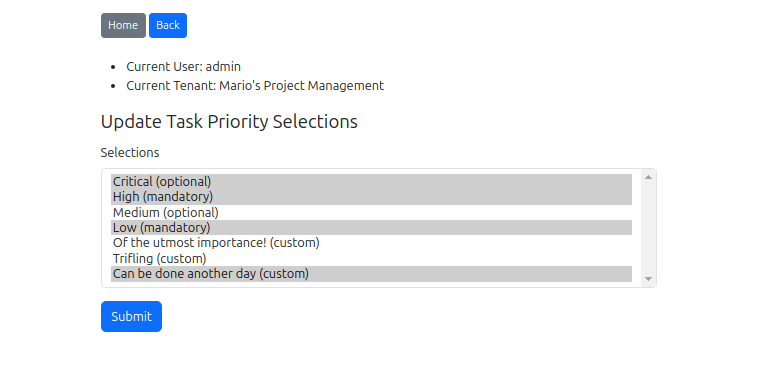 Home Back
Current User: admin
Current Tenant: Mario's Project Management
Update Task Priority Selections
Selections
Critical (optional)
High (mandatory)
Medium (optional)
Low (mandatory)
Of the utmost importance! (custom)
Trifling (custom)
Can be done another day (custom)
Submit